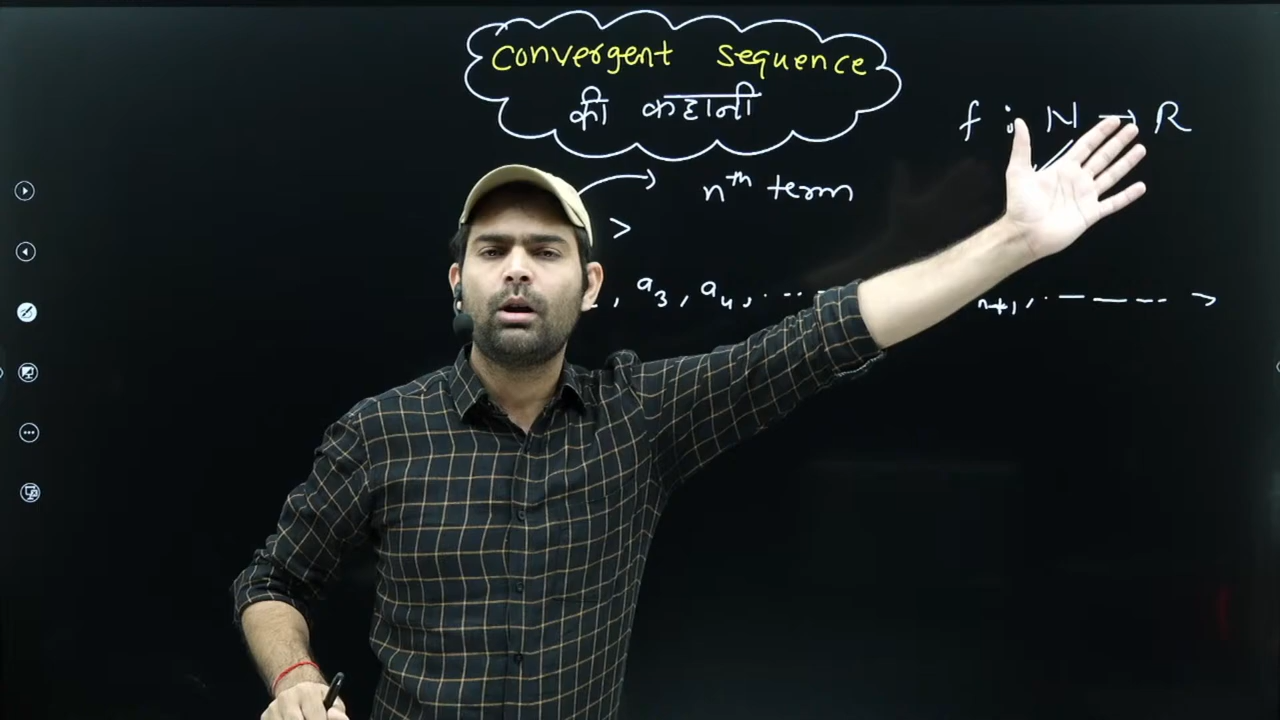 convergent sequence
की कहानी
f : N → R
nth term
>
, a3, a4, ....
n+1, . — — — — >